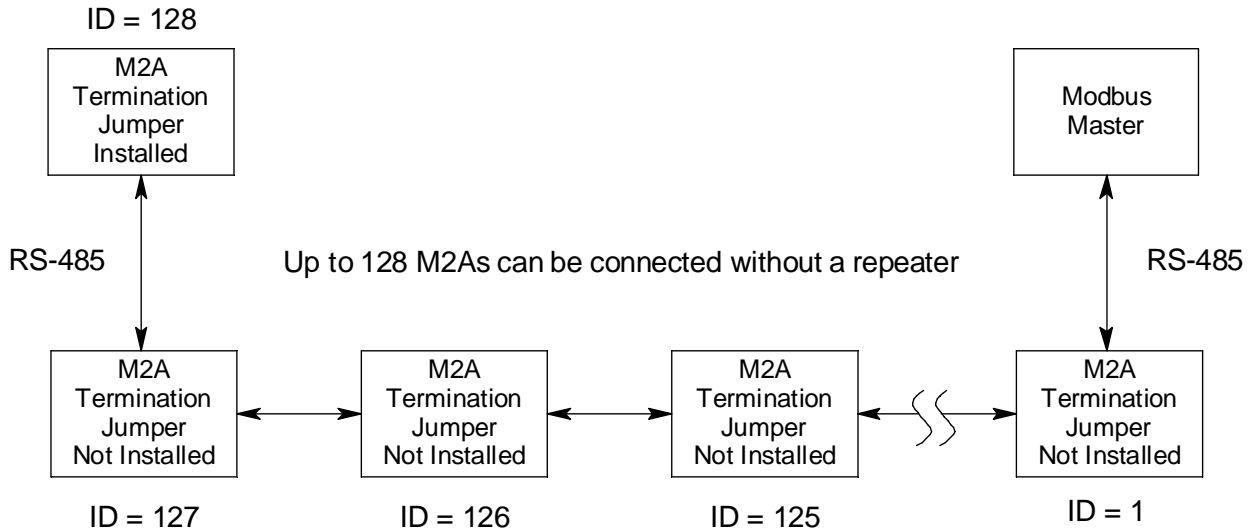 ID = 128
M2A
Termination
Jumper
Installed
Modbus
Master
RS-485
Up to 128 M2As can be connected without a repeater
RS-485
M2A
Termination
Jumper
Not Installed
M2A
Termination
Jumper
Not Installed
M2A
Termination
Jumper
Not Installed
M2A
Termination
Jumper
Not Installed
ID = 127
ID = 126
ID = 125
ID = 1